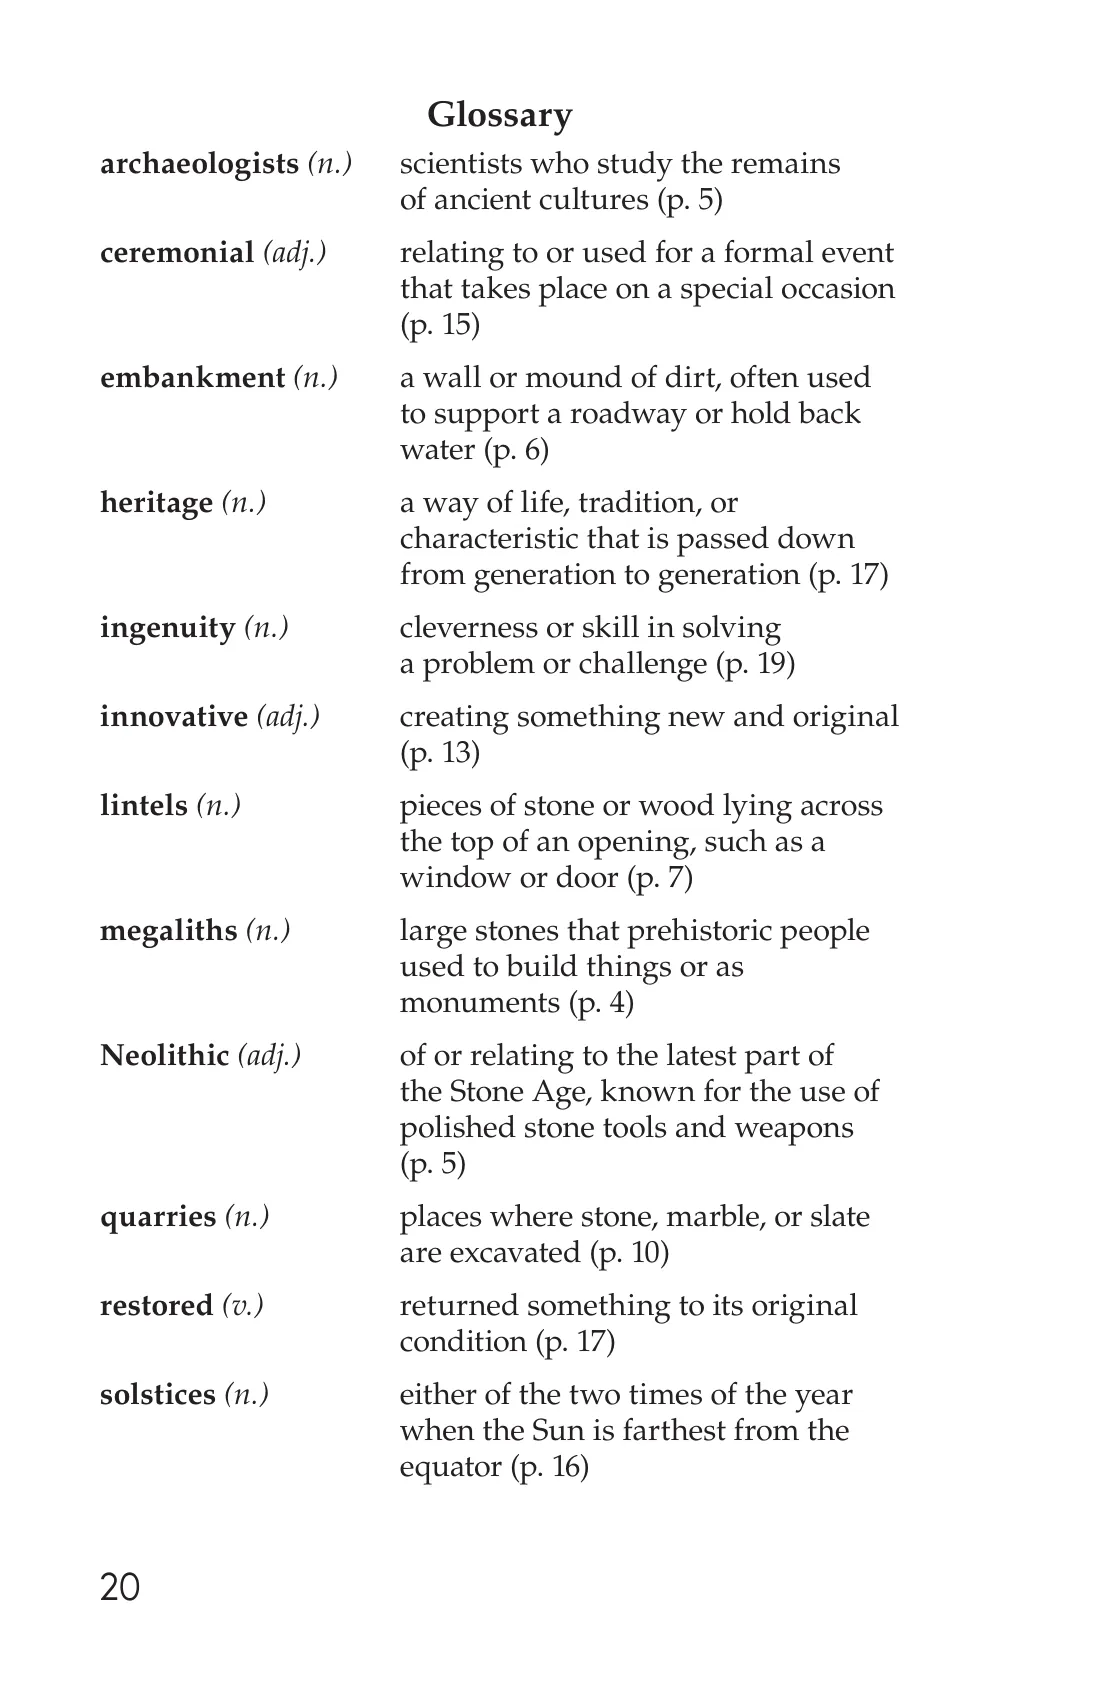 Glossary
archaeologists (n.) scientists who study the remains
of ancient cultures (p. 5)
ceremonial (adj.) relating to or used for a formal event
that takes place on a special occasion
(p. 15)
embankment (n.) a wall or mound of dirt, often used
to support a roadway or hold back
water (p. 6)
heritage (n.) a way of life, tradition, or
characteristic that is passed down
from generation to generation (p. 17)
ingenuity (n.) cleverness or skill in solving
a problem or challenge (p. 19)
innovative (adj.) creating something new and original
(p. 13)
lintels (n.) pieces of stone or wood lying across
the top of an opening, such as a
window or door (p. 7)
megaliths (n.) large stones that prehistoric people
used to build things or as
monuments (p. 4)
Neolithic (adj.) of or relating to the latest part of
the Stone Age, known for the use of
polished stone tools and weapons
(p. 5)
quarries (n.) places where stone, marble, or slate
are excavated (p. 10)
restored (v.) returned something to its original
condition (p. 17)
solstices (n.) either of the two times of the year
when the Sun is farthest from the
equator (p. 16)
20